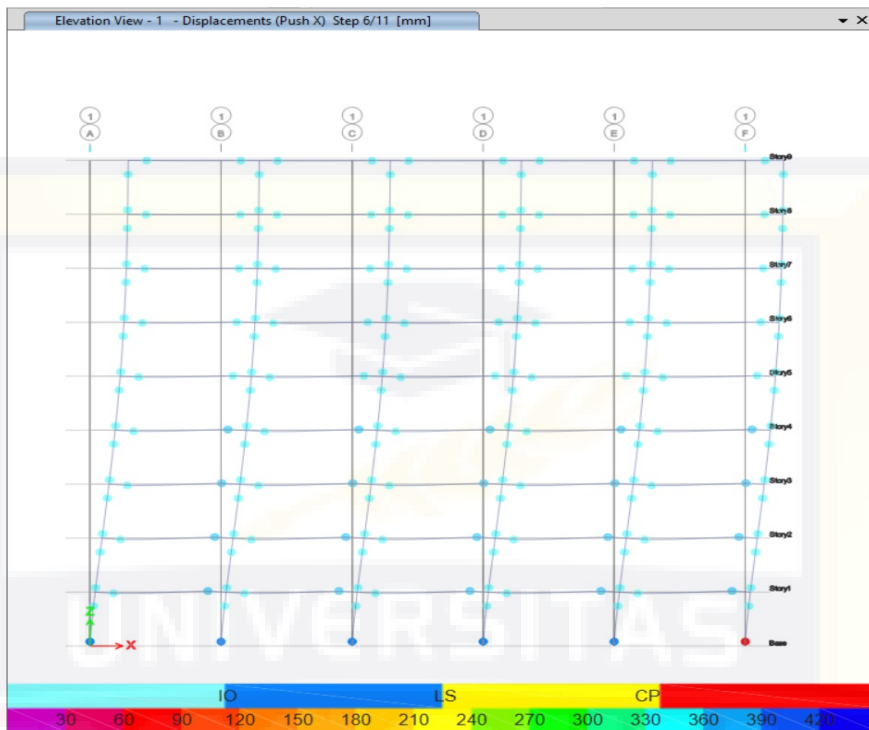 Elevation View - 1 - Displacements (Push X) Step 6/11 [mm]
1 1 1 1 1 1
A B C D E F
Story9
Story8
Story7
Story6
Story5
Story4
Story3
Story2
Story1
Z
X
Base
UNIVERSITAS
IO LS CP
30 60 90 120 150 180 210 240 270 300 330 360 390 420